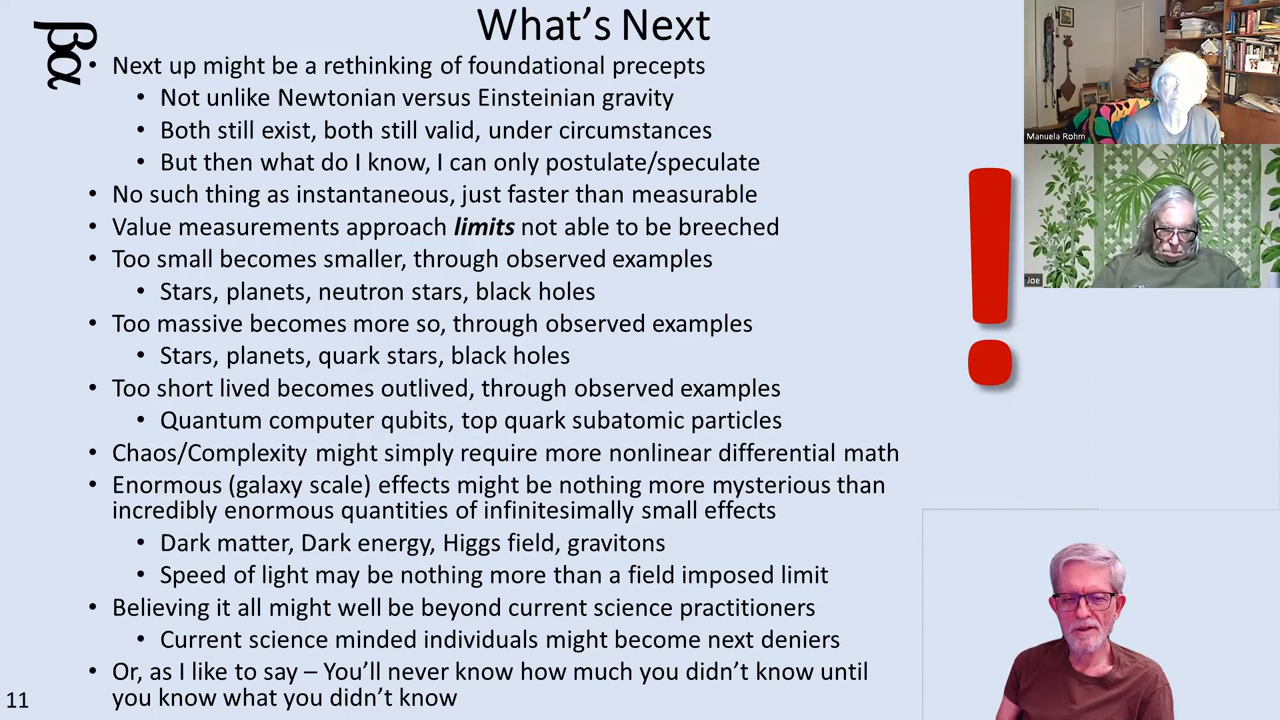 What's Next
βα
• Next up might be a rethinking of foundational precepts
• Not unlike Newtonian versus Einsteinian gravity
• Both still exist, both still valid, under circumstances
• But then what do I know, I can only postulate/speculate
• No such thing as instantaneous, just faster than measurable
• Value measurements approach limits not able to be breeched
• Too small becomes smaller, through observed examples
• Stars, planets, neutron stars, black holes
• Too massive becomes more so, through observed examples
• Stars, planets, quark stars, black holes
• Too short lived becomes outlived, through observed examples
• Quantum computer qubits, top quark subatomic particles
• Chaos/Complexity might simply require more nonlinear differential math
• Enormous (galaxy scale) effects might be nothing more mysterious than
incredibly enormous quantities of infinitesimally small effects
• Dark matter, Dark energy, Higgs field, gravitons
• Speed of light may be nothing more than a field imposed limit
• Believing it all might well be beyond current science practitioners
• Current science minded individuals might become next deniers
• Or, as I like to say – You'll never know how much you didn't know until
you know what you didn't know
11
!
Manuela Rohm
Joe